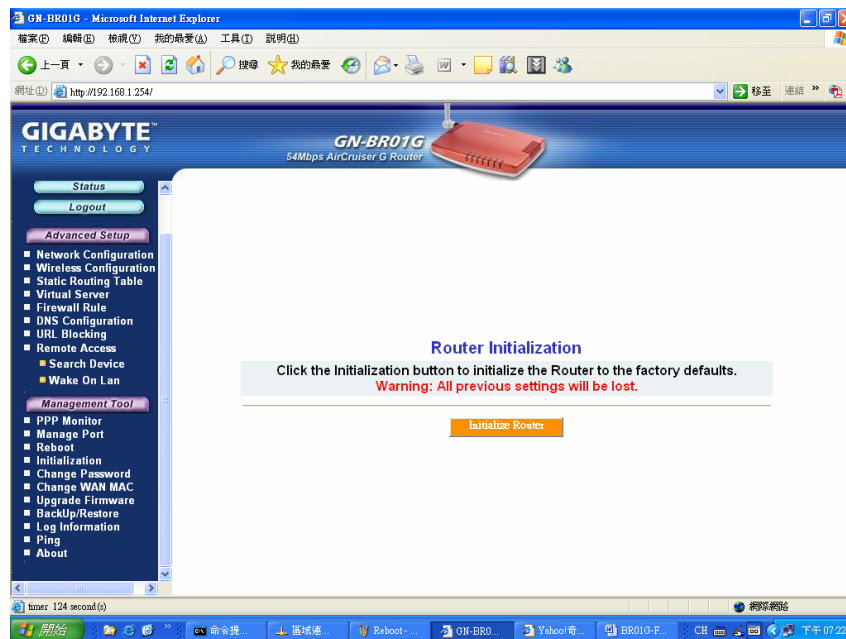 GN-BR01G - Microsoft Internet Explorer
檔案(F) 編輯(E) 檢視(V) 我的最愛(A) 工具(T) 說明(H)
上一頁 搜尋 我的最愛
網址(D) http://192.168.1.254/ 移至 連結 »
GIGABYTE™
TECHNOLOGY
GN-BR01G
54Mbps AirCruiser G Router
Status
Logout
Advanced Setup
Network Configuration
Wireless Configuration
Static Routing Table
Virtual Server
Firewall Rule
DNS Configuration
URL Blocking
Remote Access
Search Device
Wake On Lan
Management Tool
PPP Monitor
Manage Port
Reboot
Initialization
Change Password
Change WAN MAC
Upgrade Firmware
BackUp/Restore
Log Information
Ping
About
Router Initialization
Click the Initialization button to initialize the Router to the factory defaults.
Warning: All previous settings will be lost.
Initialize Router
timer 124 second(s) 網際網路
開始 » 命令提... 區域連... Reboot - ... GN-BR0... Yahoo!奇... BR01G-F... CH 下午 07:22